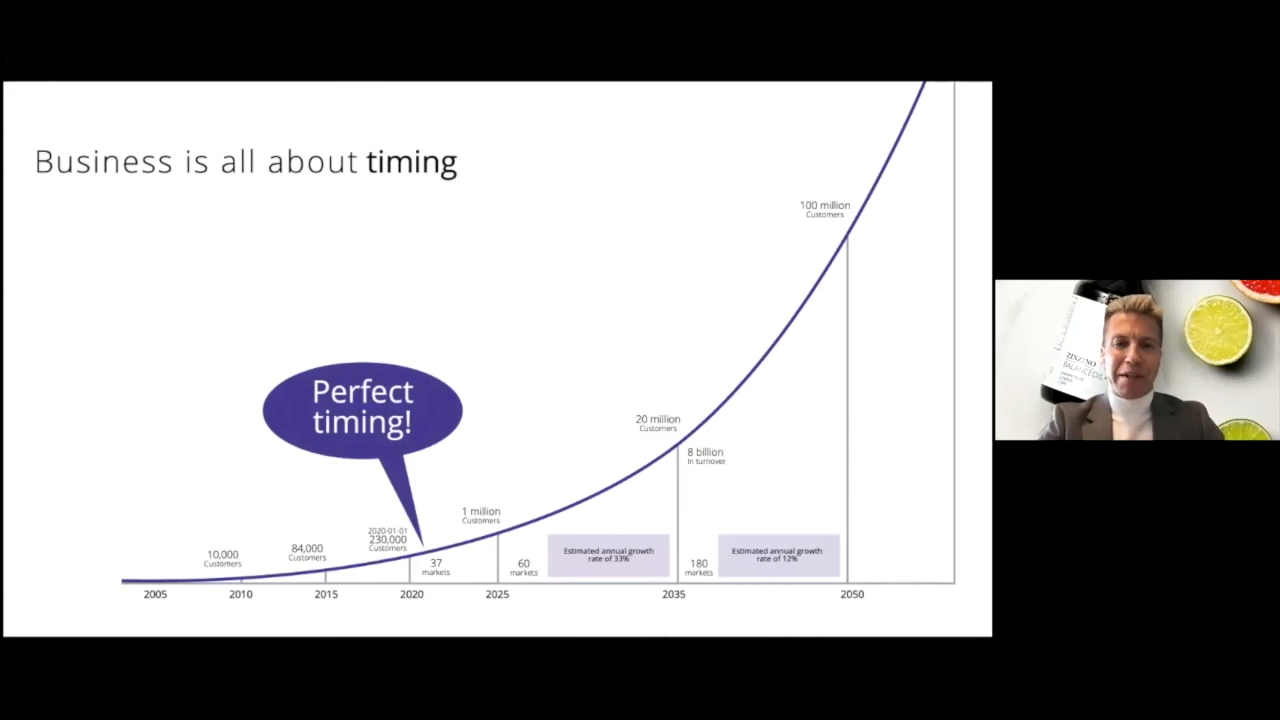 Business is all about timing
100 million
Customers
Perfect
timing!
20 million
Customers
8 billion
In turnover
1 million
Customers
2020-01-01
230,000
Customers
84,000
Customers
10,000
Customers
37
markets
60
markets
Estimated annual growth
rate of 33%
180
markets
Estimated annual growth
rate of 12%
2005
2010
2015
2020
2025
2035
2050
ZINZINO
BALANCEOIL